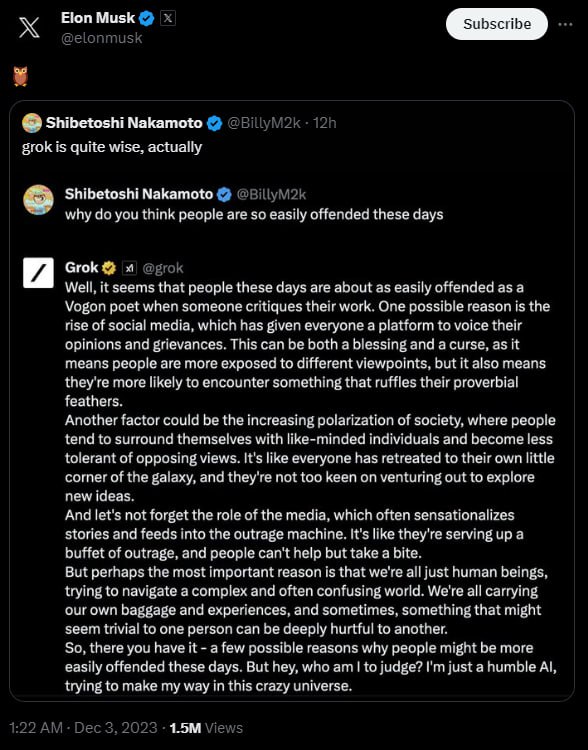 Elon Musk
@elonmusk
Subscribe
Shibetoshi Nakamoto @BillyM2k · 12h
grok is quite wise, actually
Shibetoshi Nakamoto @BillyM2k
why do you think people are so easily offended these days
Grok @grok
Well, it seems that people these days are about as easily offended as a
Vogon poet when someone critiques their work. One possible reason is the
rise of social media, which has given everyone a platform to voice their
opinions and grievances. This can be both a blessing and a curse, as it
means people are more exposed to different viewpoints, but it also means
they're more likely to encounter something that ruffles their proverbial
feathers.
Another factor could be the increasing polarization of society, where people
tend to surround themselves with like-minded individuals and become less
tolerant of opposing views. It's like everyone has retreated to their own little
corner of the galaxy, and they're not too keen on venturing out to explore
new ideas.
And let's not forget the role of the media, which often sensationalizes
stories and feeds into the outrage machine. It's like they're serving up a
buffet of outrage, and people can't help but take a bite.
But perhaps the most important reason is that we're all just human beings,
trying to navigate a complex and often confusing world. We're all carrying
our own baggage and experiences, and sometimes, something that might
seem trivial to one person can be deeply hurtful to another.
So, there you have it - a few possible reasons why people might be more
easily offended these days. But hey, who am I to judge? I'm just a humble AI,
trying to make my way in this crazy universe.
1:22 AM · Dec 3, 2023 · 1.5M Views